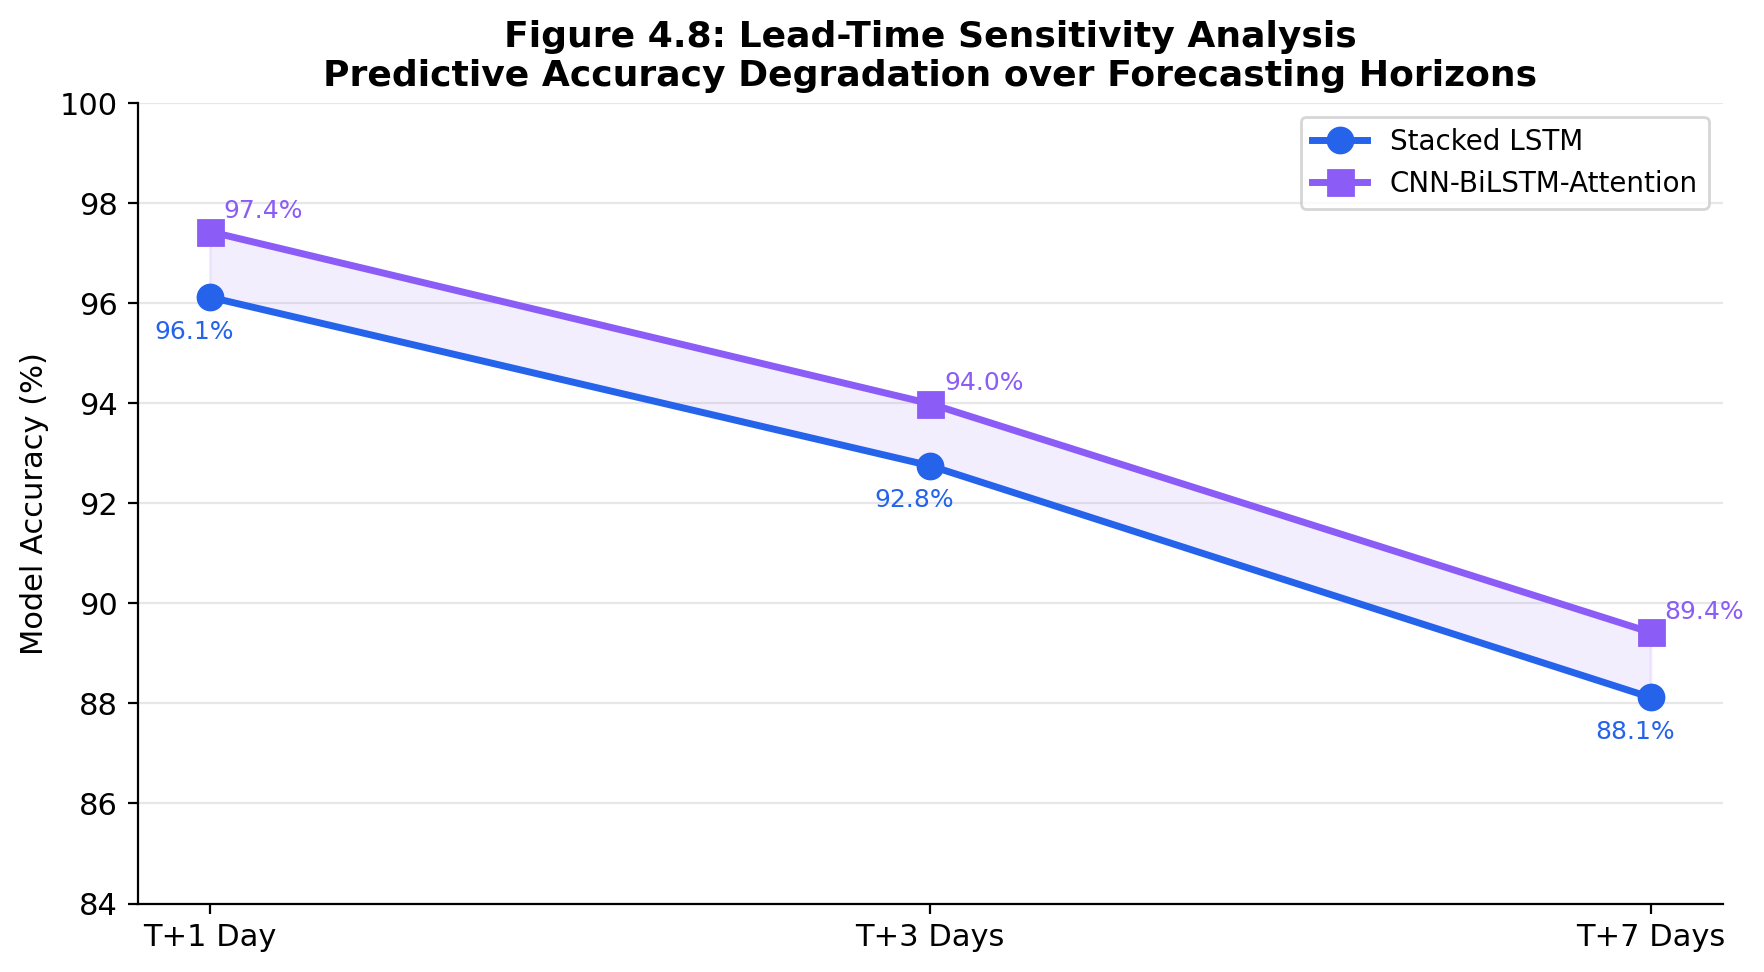 Figure 4.8: Lead-Time Sensitivity Analysis
Predictive Accuracy Degradation over Forecasting Horizons
Stacked LSTM
CNN-BiLSTM-Attention
Model Accuracy (%)
100
98
96
94
92
90
88
86
84
97.4%
96.1%
94.0%
92.8%
89.4%
88.1%
T+1 Day
T+3 Days
T+7 Days